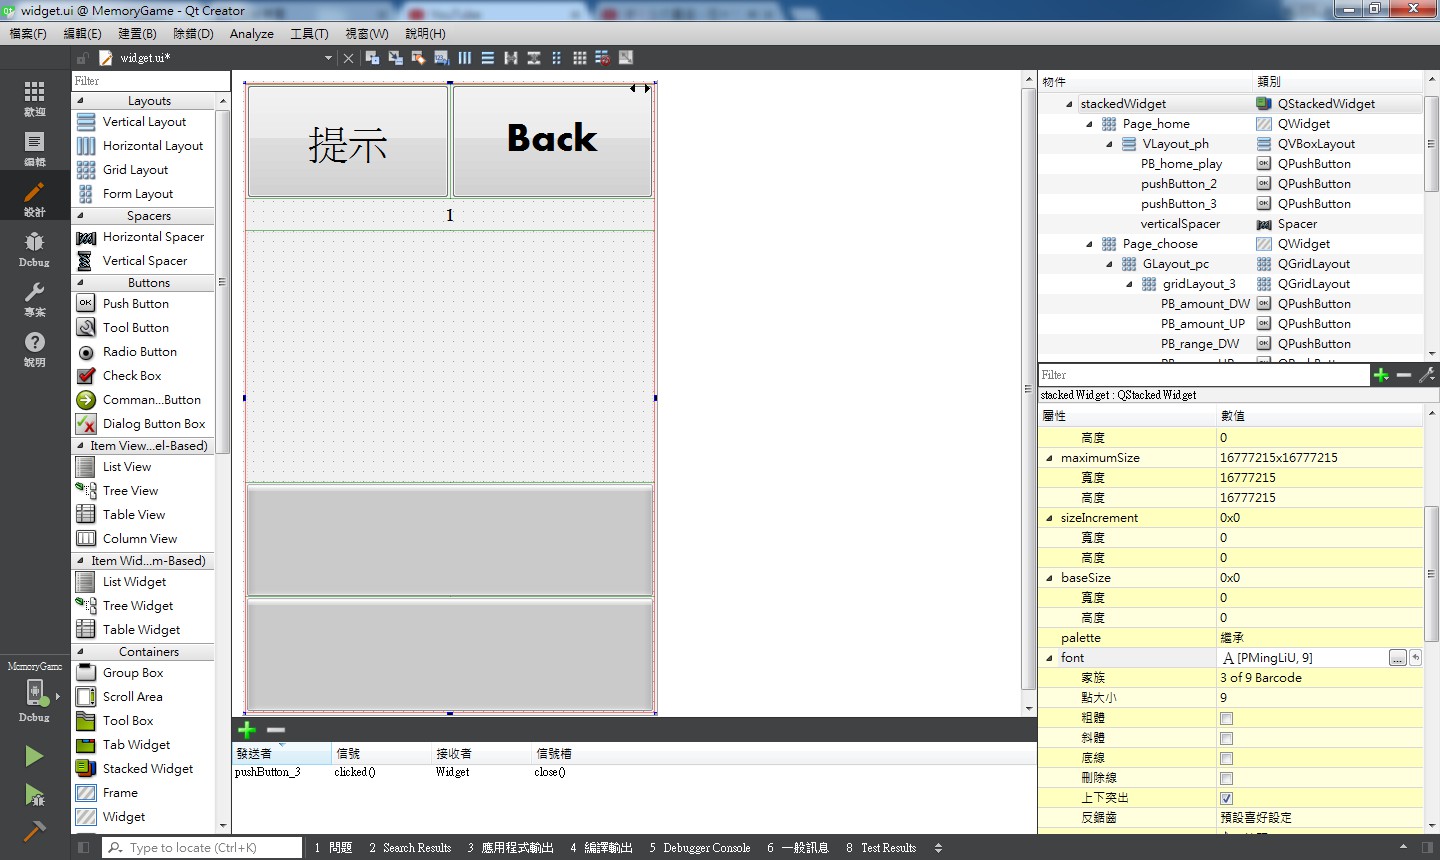 widget.ui @ MemoryGame - Qt Creator
檔案(F) 編輯(E) 建置(B) 除錯(D) Analyze 工具(T) 視窗(W) 說明(H)
widget.ui*
歡迎
編輯
設計
Debug
專案
說明
MemoryGame
Debug
Filter
Layouts
Vertical Layout
Horizontal Layout
Grid Layout
Form Layout
Spacers
Horizontal Spacer
Vertical Spacer
Buttons
OK Push Button
Tool Button
Radio Button
Check Box
Comman...Button
Dialog Button Box
Item View...el-Based)
List View
Tree View
Table View
Column View
Item Wid...m-Based)
List Widget
Tree Widget
Table Widget
Containers
Group Box
Scroll Area
Tool Box
Tab Widget
Stacked Widget
Frame
Widget
提示 Back
1
發送者 信號 接收者 信號槽
pushButton_3 clicked() Widget close()
物件 類別
stackedWidget QStackedWidget
Page_home QWidget
VLayout_ph QVBoxLayout
PB_home_play QPushButton
pushButton_2 QPushButton
pushButton_3 QPushButton
verticalSpacer Spacer
Page_choose QWidget
GLayout_pc QGridLayout
gridLayout_3 QGridLayout
PB_amount_DW QPushButton
PB_amount_UP QPushButton
PB_range_DW QPushButton
Filter
stackedWidget : QStackedWidget
屬性 數值
高度 0
maximumSize 16777215x16777215
寬度 16777215
高度 16777215
sizeIncrement 0x0
寬度 0
高度 0
baseSize 0x0
寬度 0
高度 0
palette 繼承
font A [PMingLiU, 9] ...
家族 3 of 9 Barcode
點大小 9
粗體
斜體
底線
刪除線
上下突出
反鋸齒 預設喜好設定
Type to locate (Ctrl+K) 1 問題 2 Search Results 3 應用程式輸出 4 編譯輸出 5 Debugger Console 6 一般訊息 8 Test Results